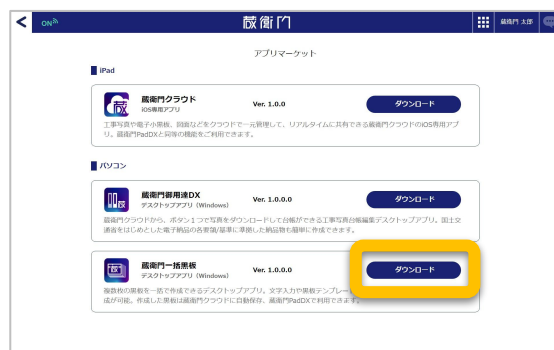 ON
蔵衛門
蔵衛門 太郎
アプリマーケット
iPad
蔵衛門クラウド
iOS専用アプリ
Ver. 1.0.0
ダウンロード
工事写真や電子小黒板、図面などをクラウドで一元管理して、リアルタイムに共有できる蔵衛門クラウドのiOS専用アプ
リ。蔵衛門PadDXと同等の機能をご利用できます。
パソコン
蔵衛門御用達DX
デスクトップアプリ (Windows)
Ver. 1.0.0.0
ダウンロード
蔵衛門クラウドから、ボタン1つで写真をダウンロードして台帳ができる工事写真台帳編集デスクトップアプリ。国土交
通省をはじめとした電子納品の各要領/基準に準拠した納品物も簡単に作成できます。
蔵衛門一括黒板
デスクトップアプリ (Windows)
Ver. 1.0.0.0
ダウンロード
複数枚の黒板を一括で作成できるデスクトップアプリ。文字入力や黒板テンプレー
成が可能。作成した黒板は蔵衛門クラウドに自動保存、蔵衛門PadDXで利用できます。